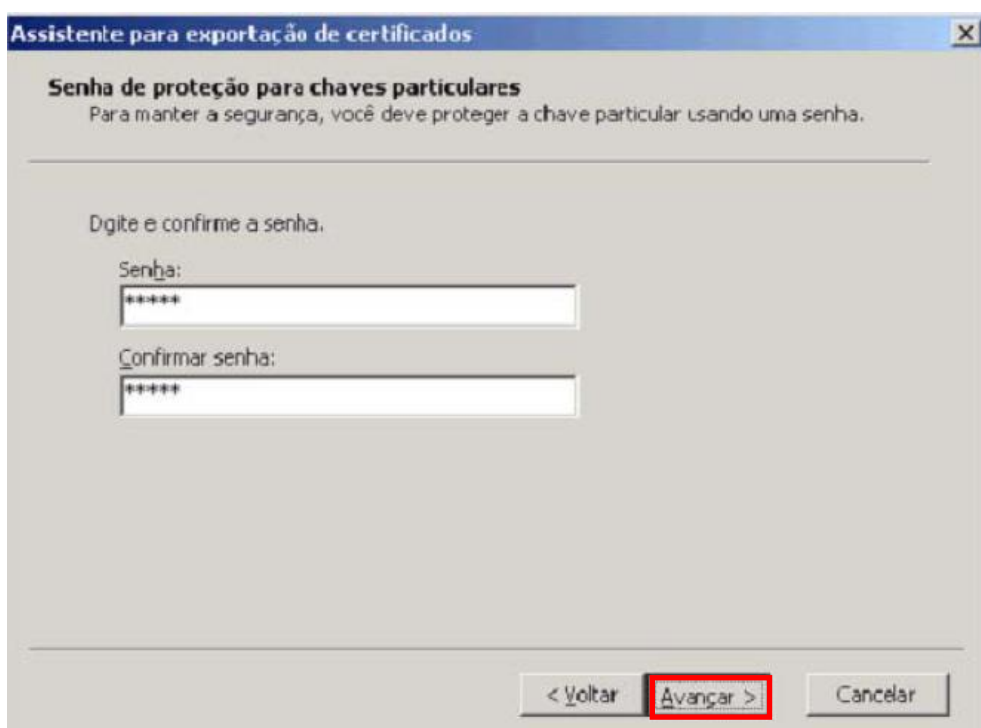 Assistente para exportação de certificados
Senha de proteção para chaves particulares
Para manter a segurança, você deve proteger a chave particular usando uma senha.
Dgite e confirme a senha.
Senha:
*****
Confirmar senha:
*****
< Voltar
Avançar >
Cancelar